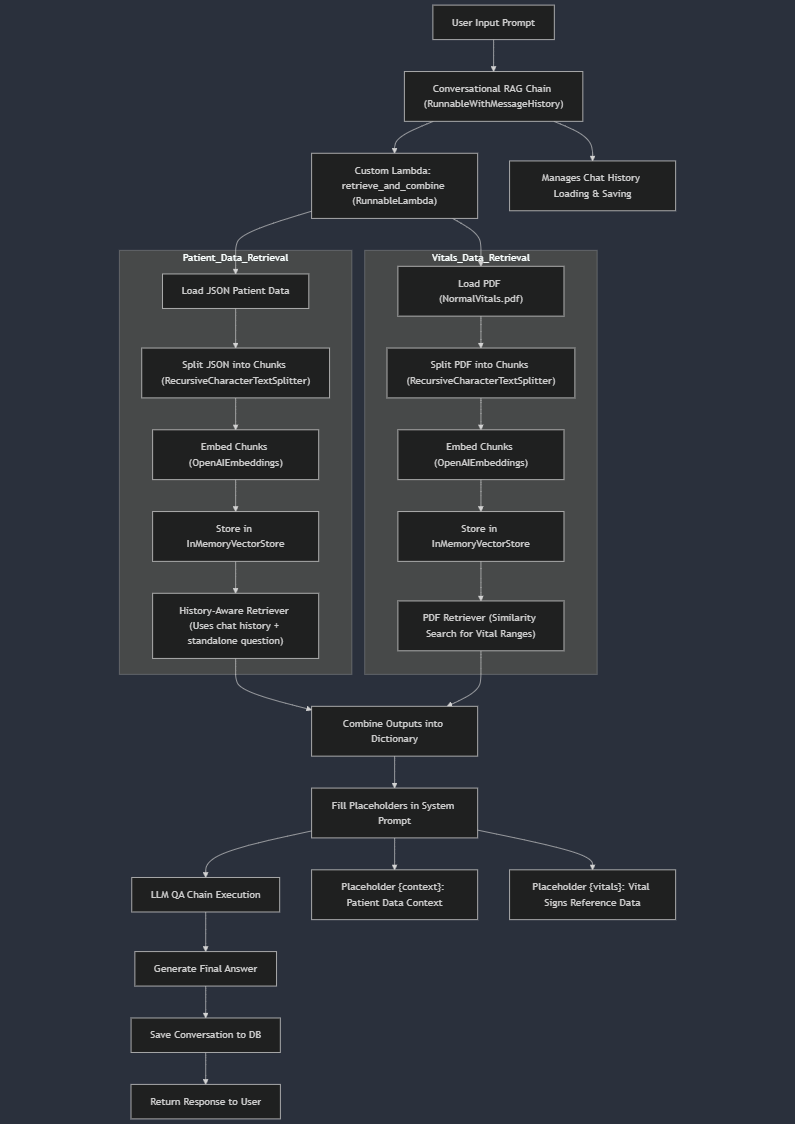 User Input Prompt
Conversational RAG Chain
(RunnableWithMessageHistory)
Custom Lambda:
retrieve_and_combine
(RunnableLambda)
Manages Chat History
Loading & Saving
Patient_Data_Retrieval
Load JSON Patient Data
Split JSON into Chunks
(RecursiveCharacterTextSplitter)
Embed Chunks
(OpenAIEmbeddings)
Store in
InMemoryVectorStore
History-Aware Retriever
(Uses chat history +
standalone question)
Vitals_Data_Retrieval
Load PDF
(NormalVitals.pdf)
Split PDF into Chunks
(RecursiveCharacterTextSplitter)
Embed Chunks
(OpenAIEmbeddings)
Store in
InMemoryVectorStore
PDF Retriever (Similarity
Search for Vital Ranges)
Combine Outputs into
Dictionary
Fill Placeholders in System
Prompt
LLM QA Chain Execution
Placeholder {context}:
Patient Data Context
Placeholder {vitals}: Vital
Signs Reference Data
Generate Final Answer
Save Conversation to DB
Return Response to User